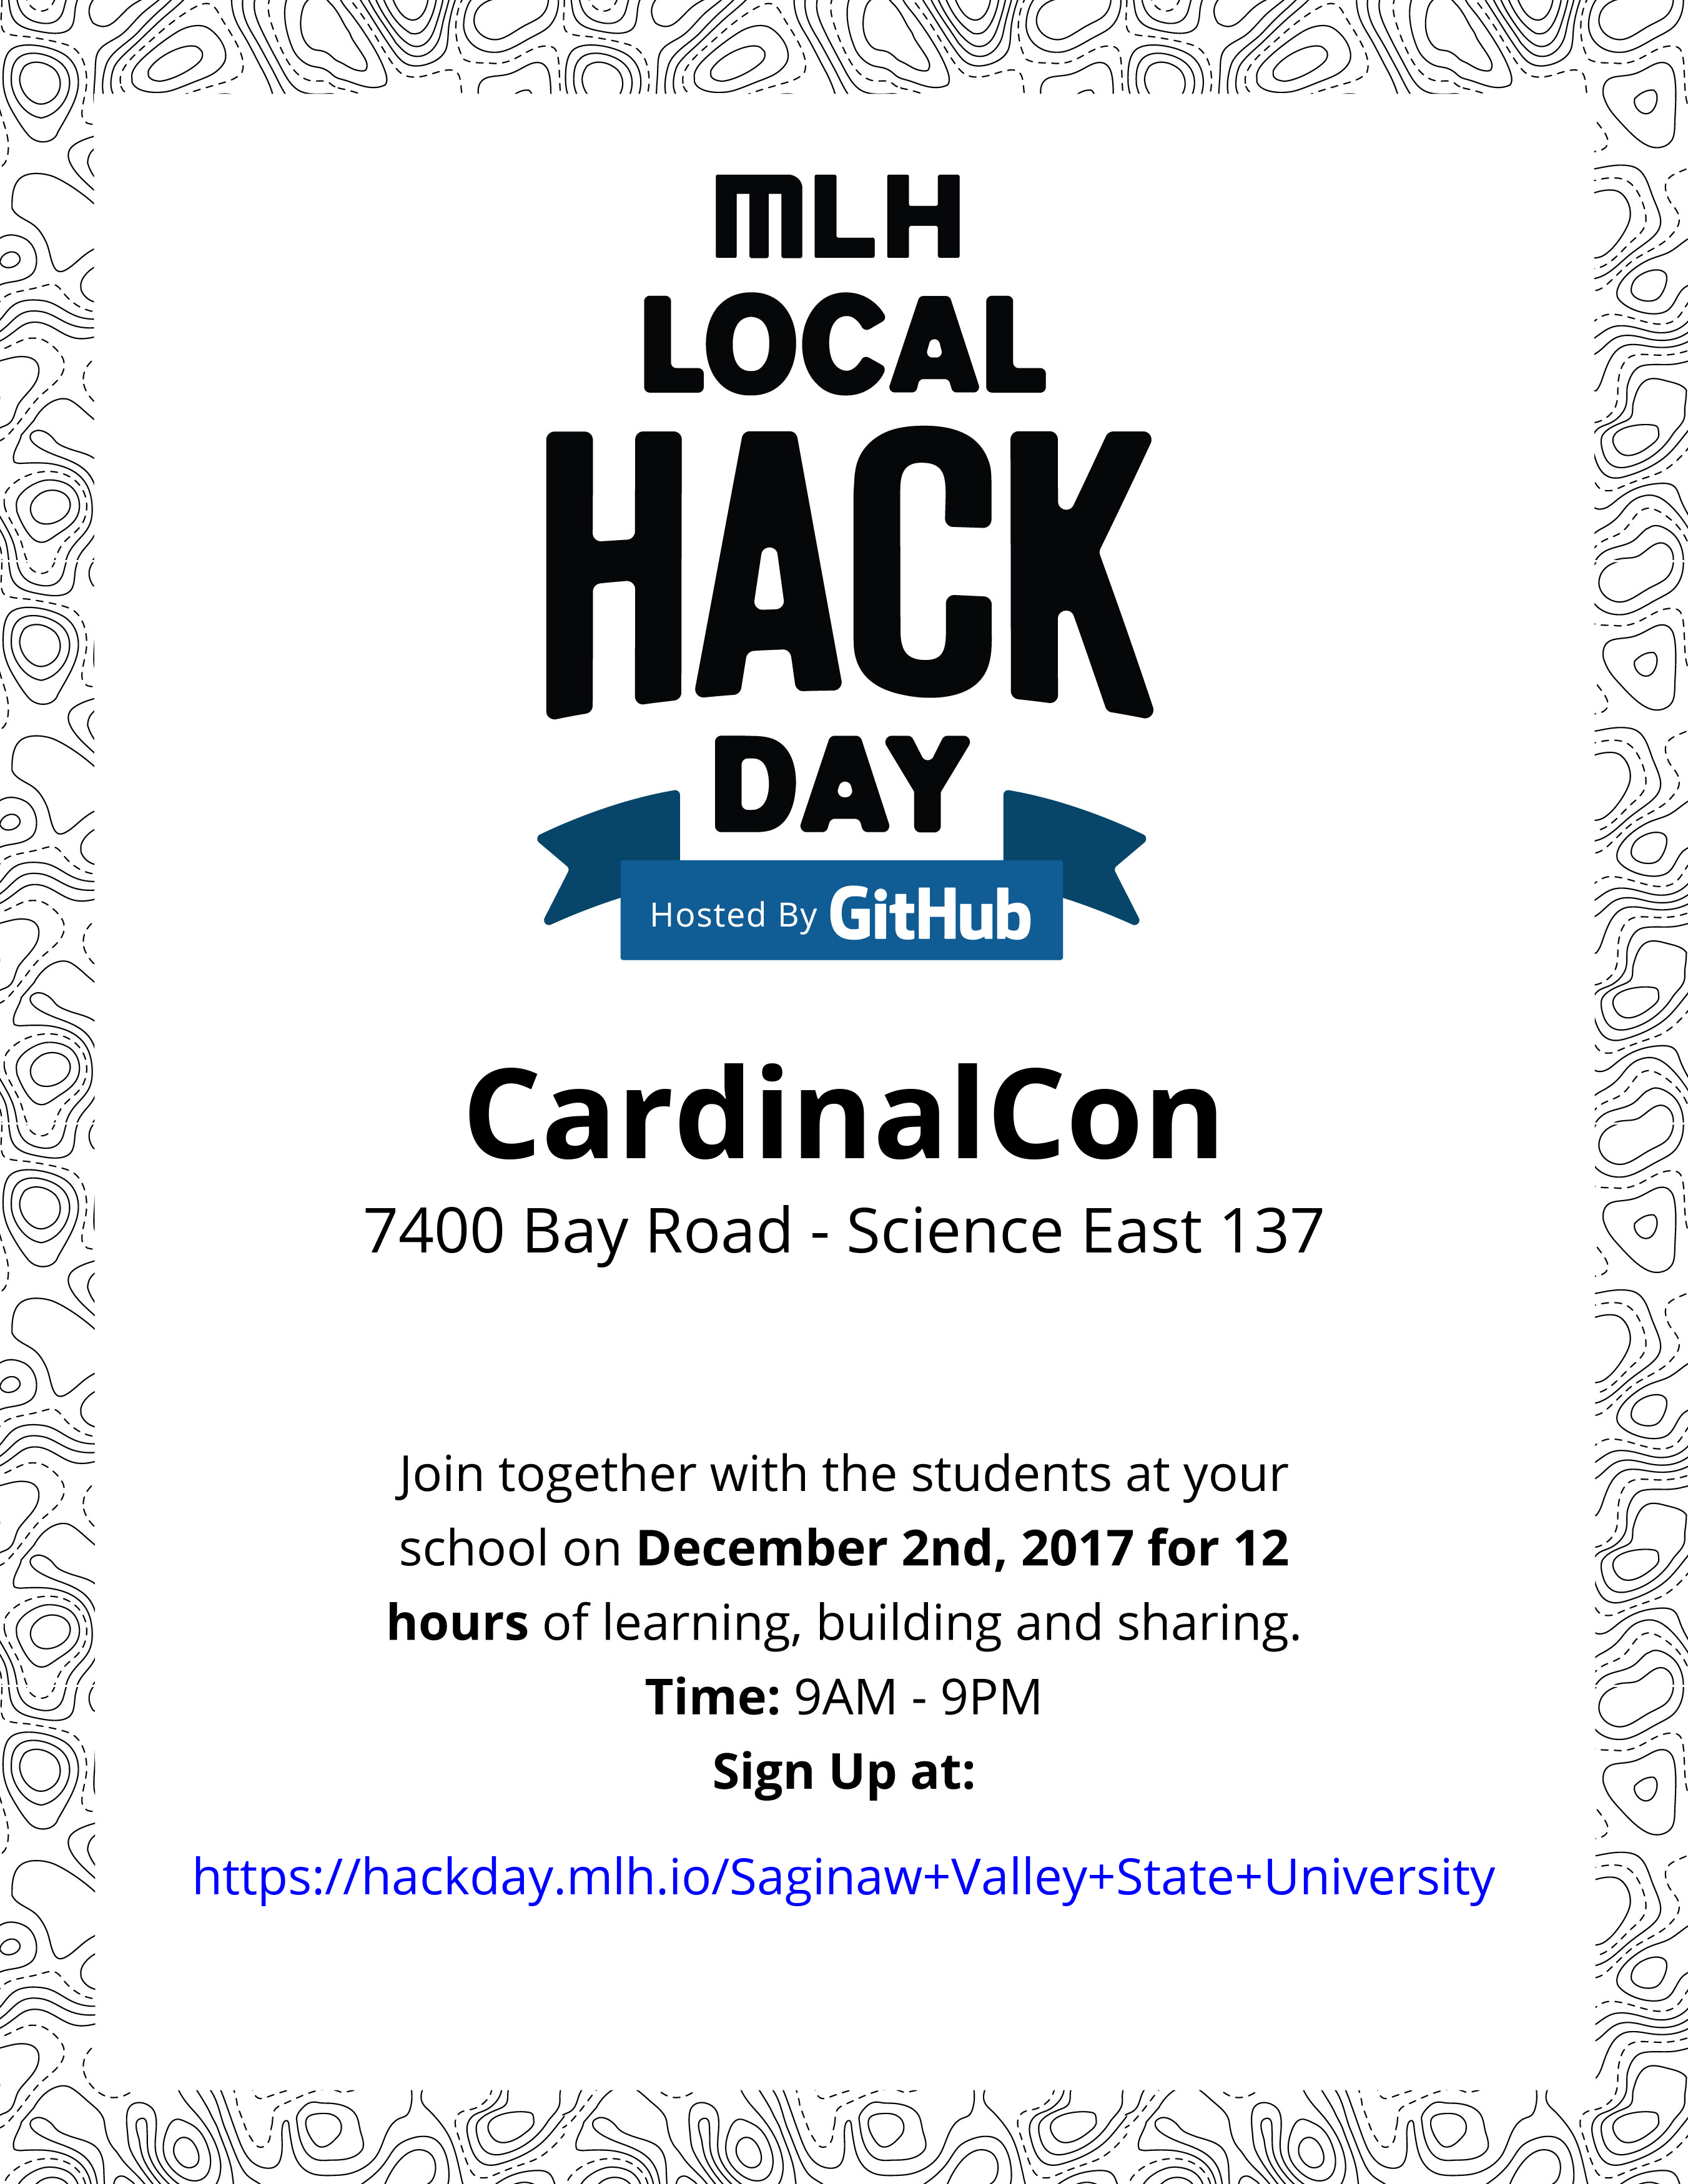 MLH
LOCAL
HACK
DAY
Hosted By GitHub
CardinalCon
7400 Bay Road - Science East 137
Join together with the students at your
school on December 2nd, 2017 for 12
hours of learning, building and sharing.
Time: 9AM - 9PM
Sign Up at:
https://hackday.mlh.io/Saginaw+Valley+State+University